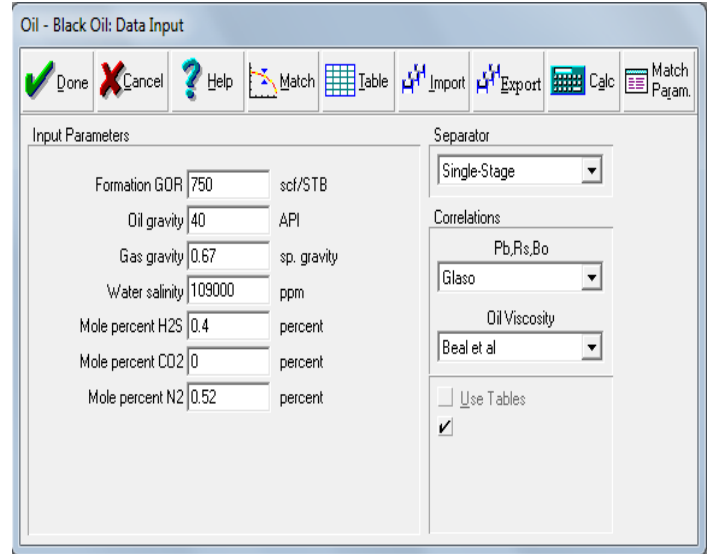 Oil - Black Oil: Data Input
Done Cancel Help Match Table Import Export Calc Match Param.
Input Parameters
Formation GOR 750 scf/STB
Oil gravity 40 API
Gas gravity 0.67 sp. gravity
Water salinity 109000 ppm
Mole percent H2S 0.4 percent
Mole percent CO2 0 percent
Mole percent N2 0.52 percent
Separator
Single-Stage
Correlations
Pb,Rs,Bo
Glaso
Oil Viscosity
Beal et al
Use Tables